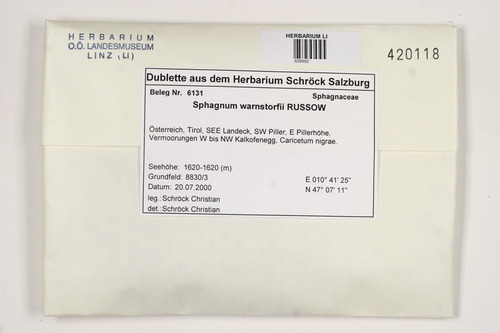 HERBARIUM
O.Ö. LANDESMUSEUM
LINZ (LI)
HERBARIUM LI
420118
Dublette aus dem Herbarium Schröck Salzburg
Beleg Nr. 6131 Sphagnaceae
Sphagnum warnstorfii RUSSOW
Österreich, Tirol, SEE Landeck, SW Piller, E Pillerhöhe,
Vermoorungen W bis NW Kalkofenegg, Caricetum nigrae.
Seehöhe: 1620-1620 (m)
Grundfeld: 8830/3 E 010° 41' 25"
Datum: 20.07.2000 N 47° 07' 11"
leg.:Schröck Christian
det.:Schröck Christian